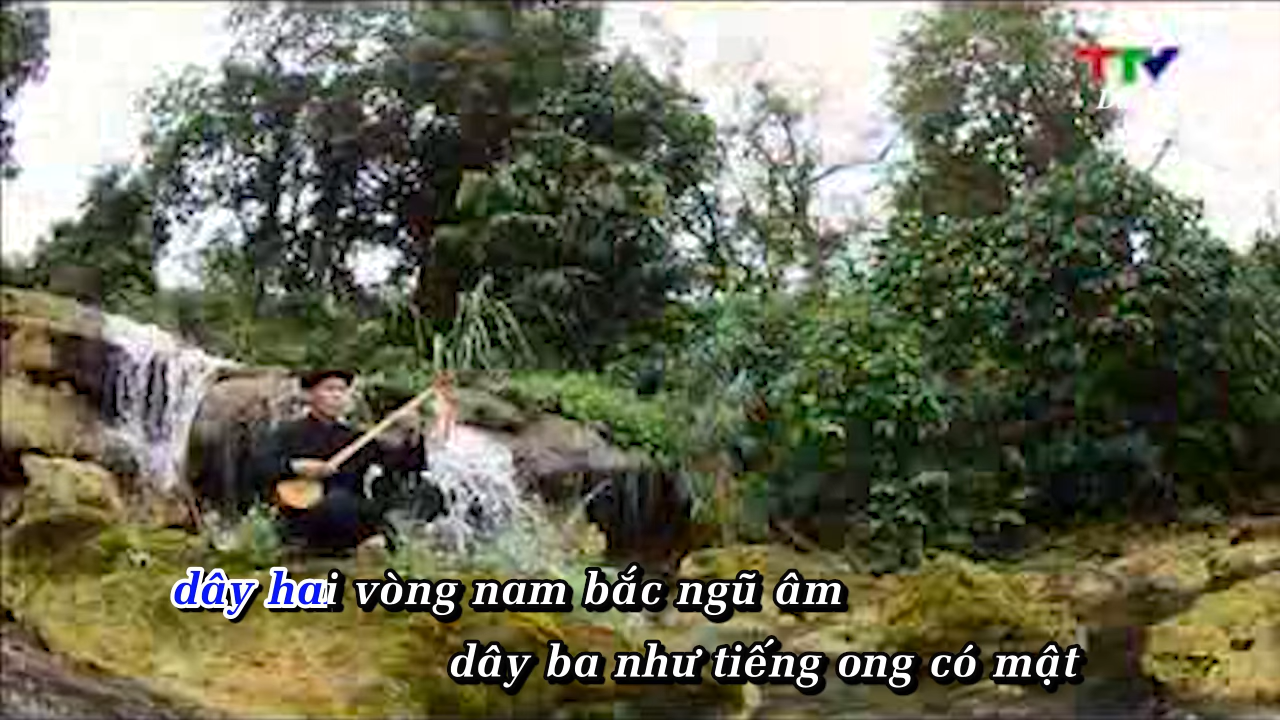 TTV
dây hai vòng nam bắc ngũ âm
dây ba như tiếng ong có mật